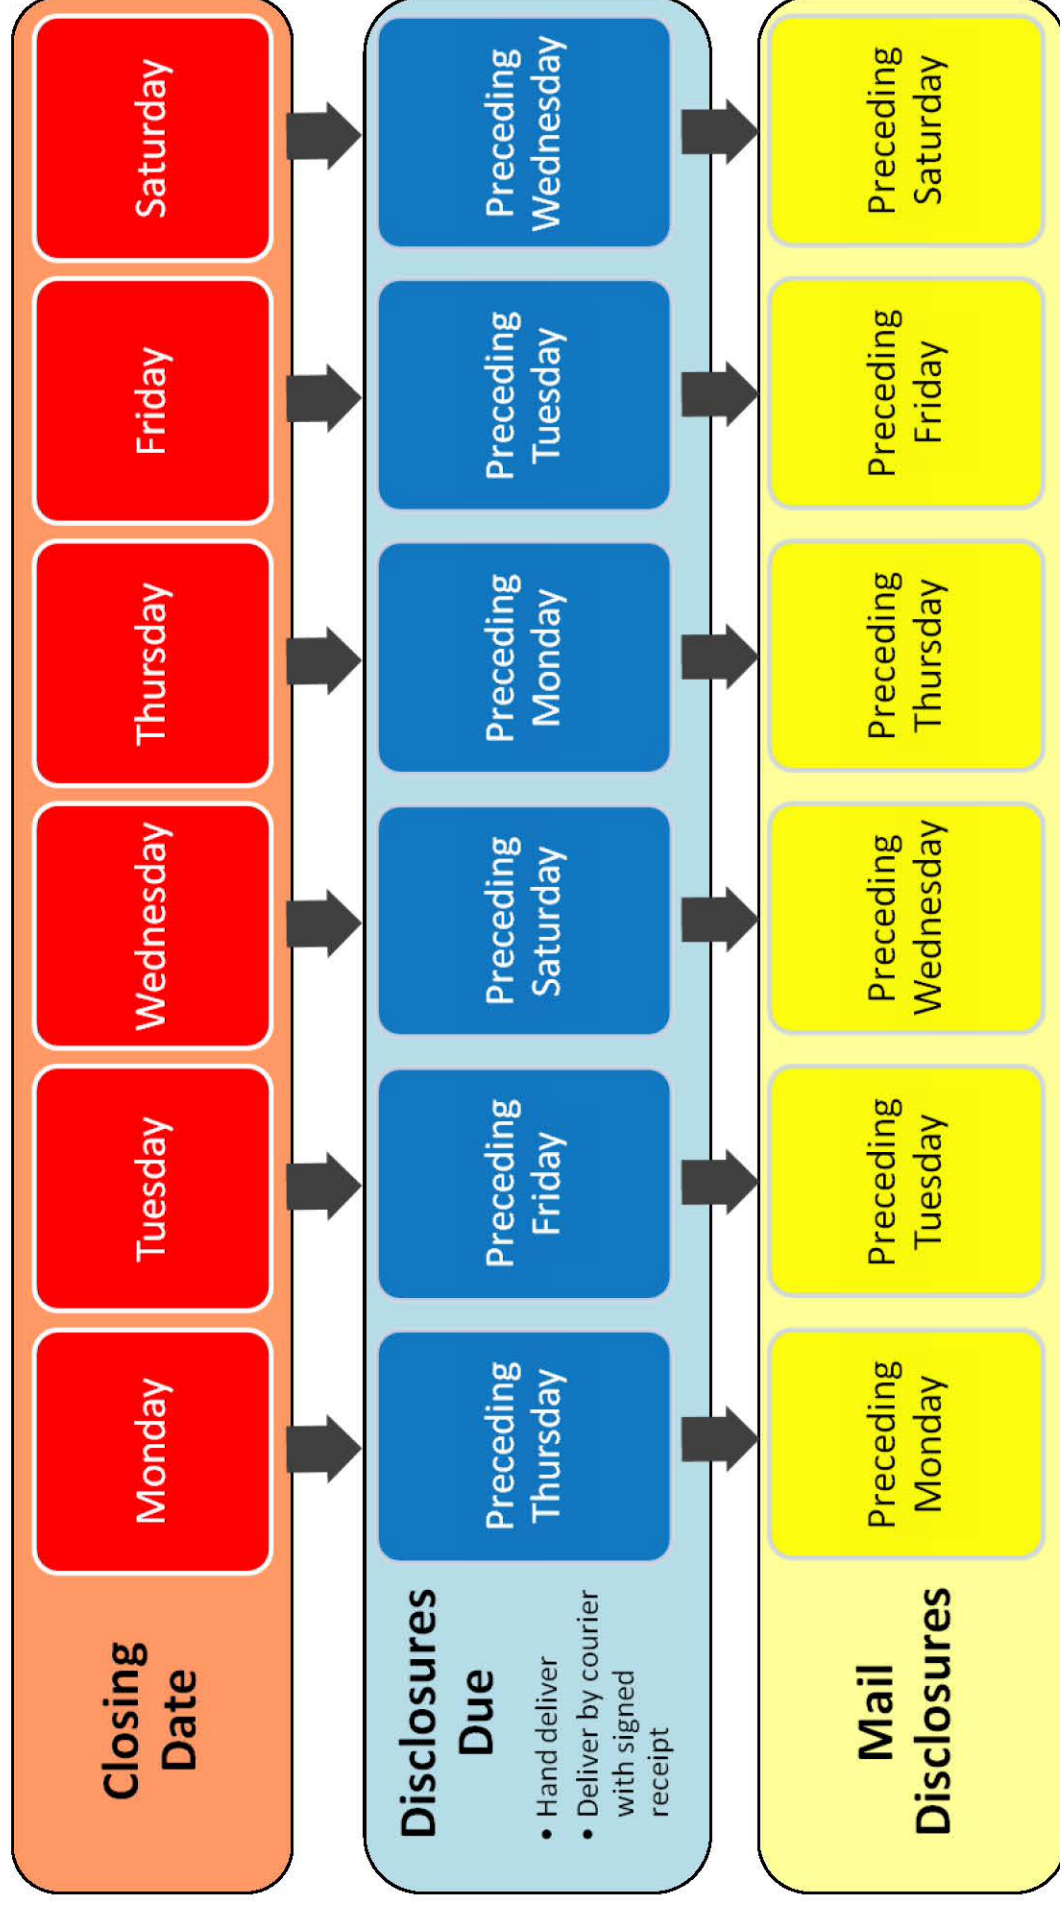 Closing
Date
Monday
Tuesday
Wednesday
Thursday
Friday
Saturday
Disclosures
Due
• Hand deliver
• Deliver by courier
with signed
receipt
Preceding
Thursday
Preceding
Friday
Preceding
Saturday
Preceding
Monday
Preceding
Tuesday
Preceding
Wednesday
Mail
Disclosures
Preceding
Monday
Preceding
Tuesday
Preceding
Wednesday
Preceding
Thursday
Preceding
Friday
Preceding
Saturday